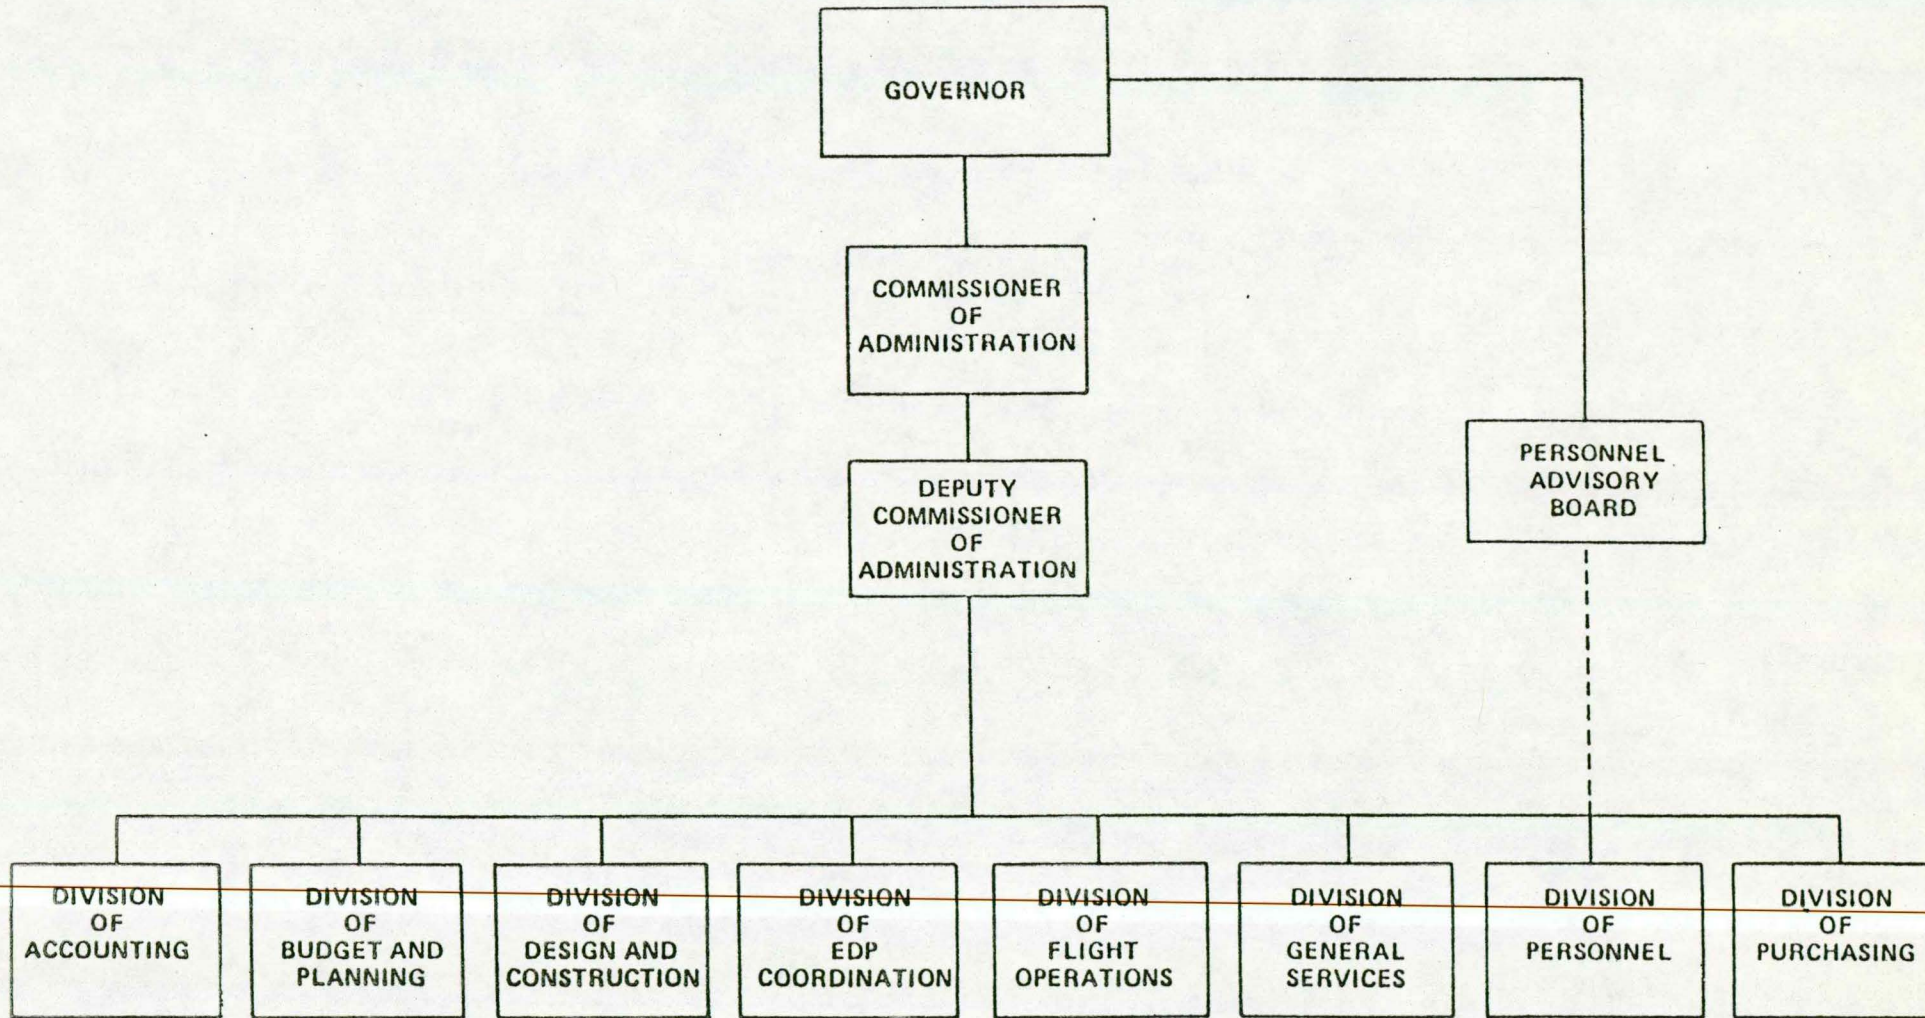 GOVERNOR
COMMISSIONER
OF
ADMINISTRATION
DEPUTY
COMMISSIONER
OF
ADMINISTRATION
PERSONNEL
ADVISORY
BOARD
DIVISION
OF
ACCOUNTING
DIVISION
OF
BUDGET AND
PLANNING
DIVISION
OF
DESIGN AND
CONSTRUCTION
DIVISION
OF
EDP
COORDINATION
DIVISION
OF
FLIGHT
OPERATIONS
DIVISION
OF
GENERAL
SERVICES
DIVISION
OF
PERSONNEL
DIVISION
OF
PURCHASING